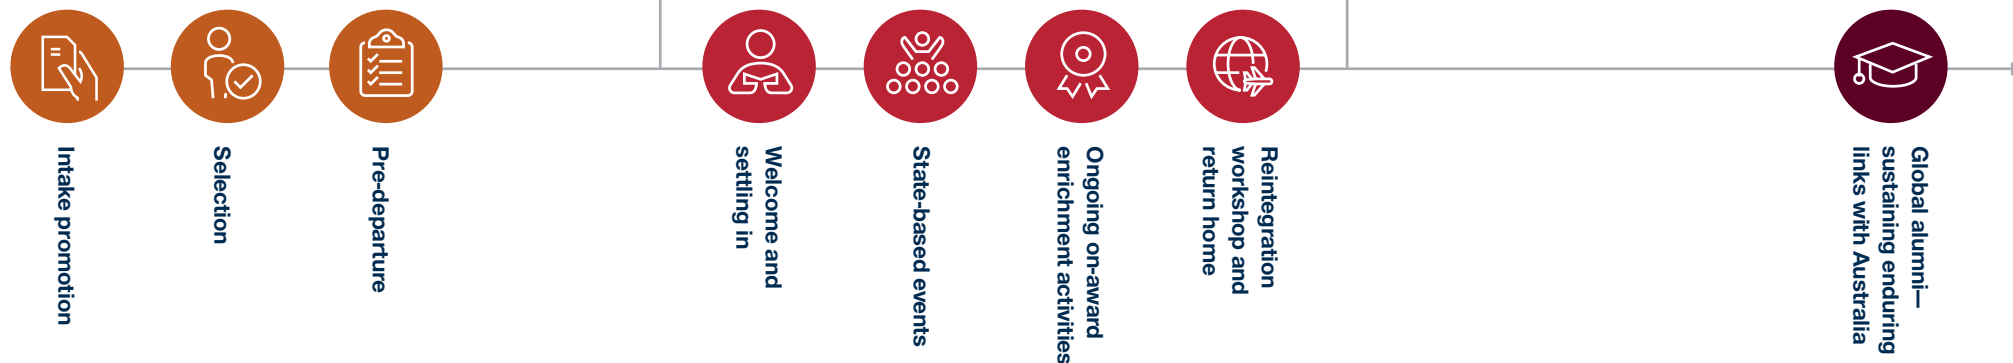 Intake promotion
Selection
Pre-departure
Welcome and
settling in
State-based events
Ongoing on-award
enrichment activities
Reintegration
workshop and
return home
Global alumni—
sustaining enduring
links with Australia